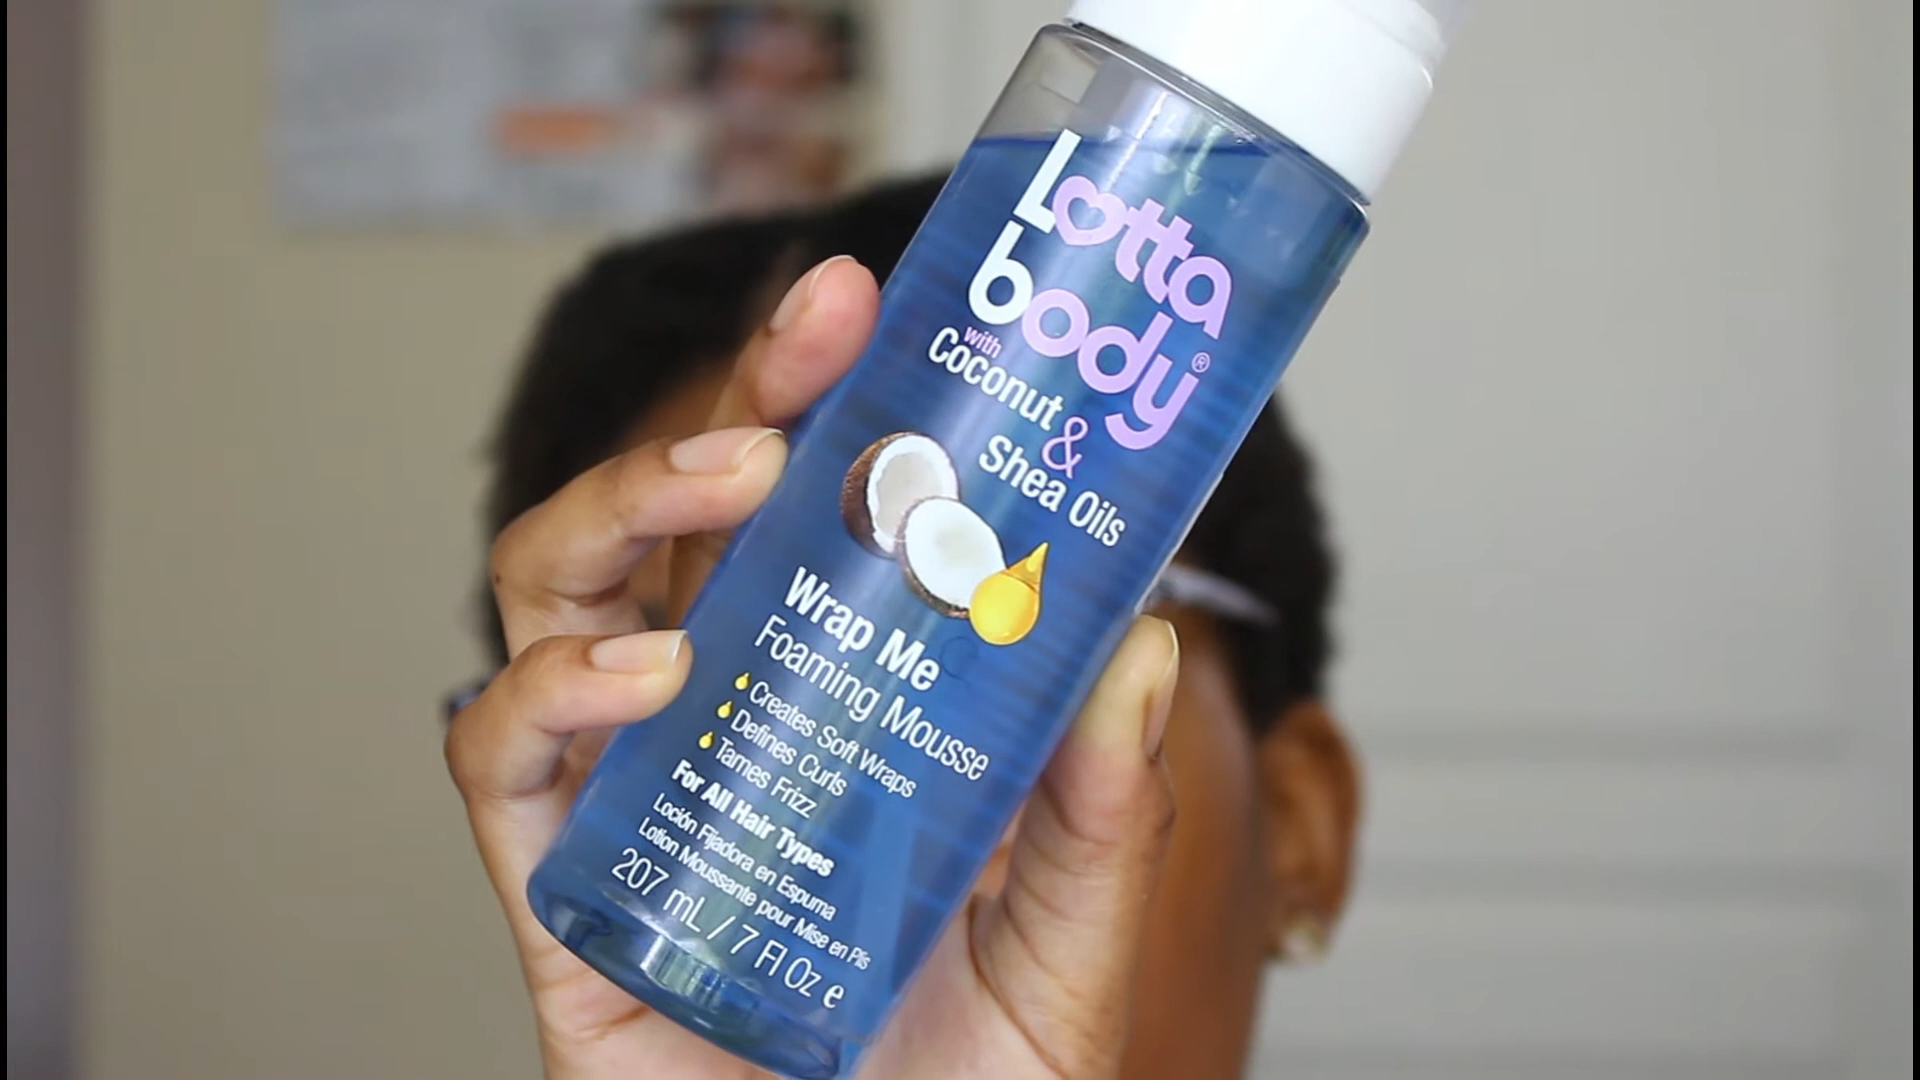 Lotta
body®
with
Coconut
&
Shea Oils
Wrap Me
Foaming Mousse
Creates Soft Wraps
Defines Curls
Tames Frizz
For All Hair Types
Loción Fijadora en Espuma
Lotion Moussante pour Mise en Plis
207 mL / 7 Fl Oz e